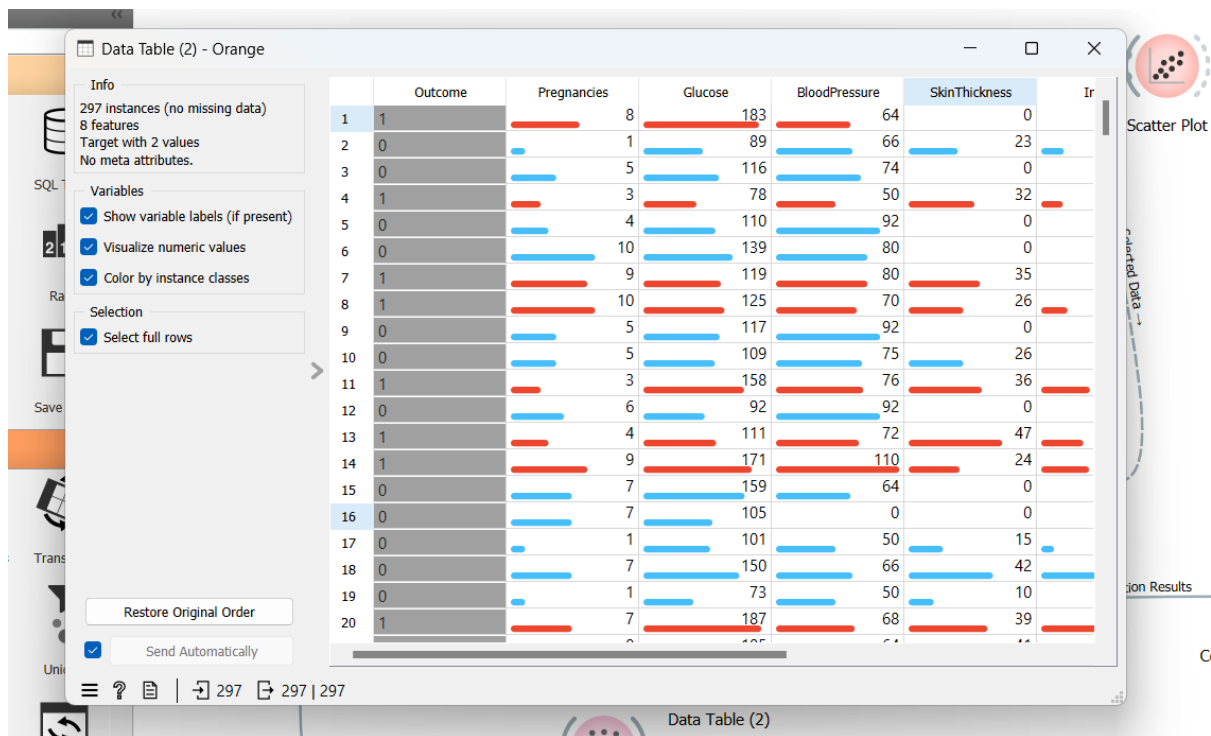 Data Table (2) - Orange
Info
297 instances (no missing data)
8 features
Target with 2 values
No meta attributes.
Variables
Show variable labels (if present)
Visualize numeric values
Color by instance classes
Selection
Select full rows
Restore Original Order
Send Automatically
297 297 | 297
Outcome Pregnancies Glucose BloodPressure SkinThickness
1 1 8 183 64 0
2 0 1 89 66 23
3 0 5 116 74 0
4 1 3 78 50 32
5 0 4 110 92 0
6 0 10 139 80 0
7 1 9 119 80 35
8 1 10 125 70 26
9 0 5 117 92 0
10 0 5 109 75 26
11 1 3 158 76 36
12 0 6 92 92 0
13 1 4 111 72 47
14 1 9 171 110 24
15 0 7 159 64 0
16 0 7 105 0 0
17 0 1 101 50 15
18 0 7 150 66 42
19 0 1 73 50 10
20 1 7 187 68 39
SQL
Save
Scatter Plot
Selected Data →
Results
Data Table (2)